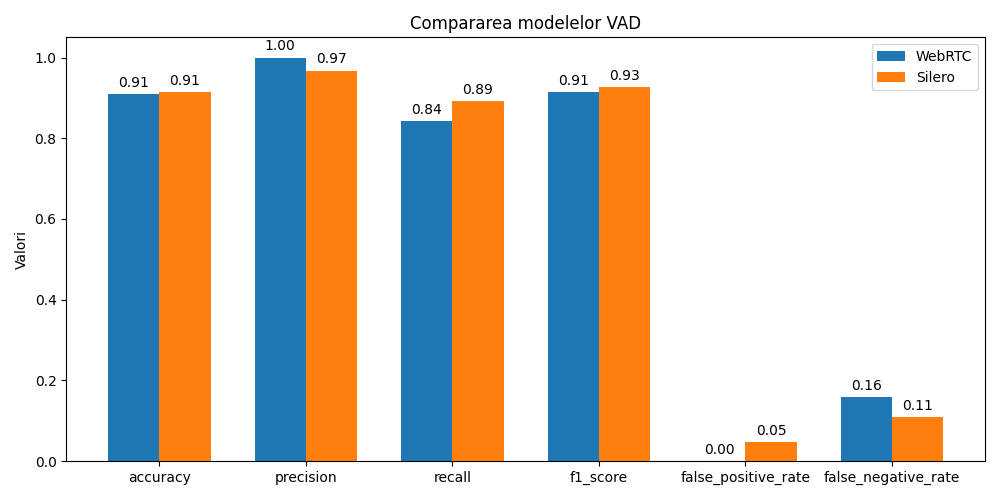 Compararea modelelor VAD
WebRTC
Silero
Valori
1.0
0.8
0.6
0.4
0.2
0.0
0.91
0.91
1.00
0.97
0.84
0.89
0.91
0.93
0.00
0.05
0.16
0.11
accuracy
precision
recall
f1_score
false_positive_rate
false_negative_rate